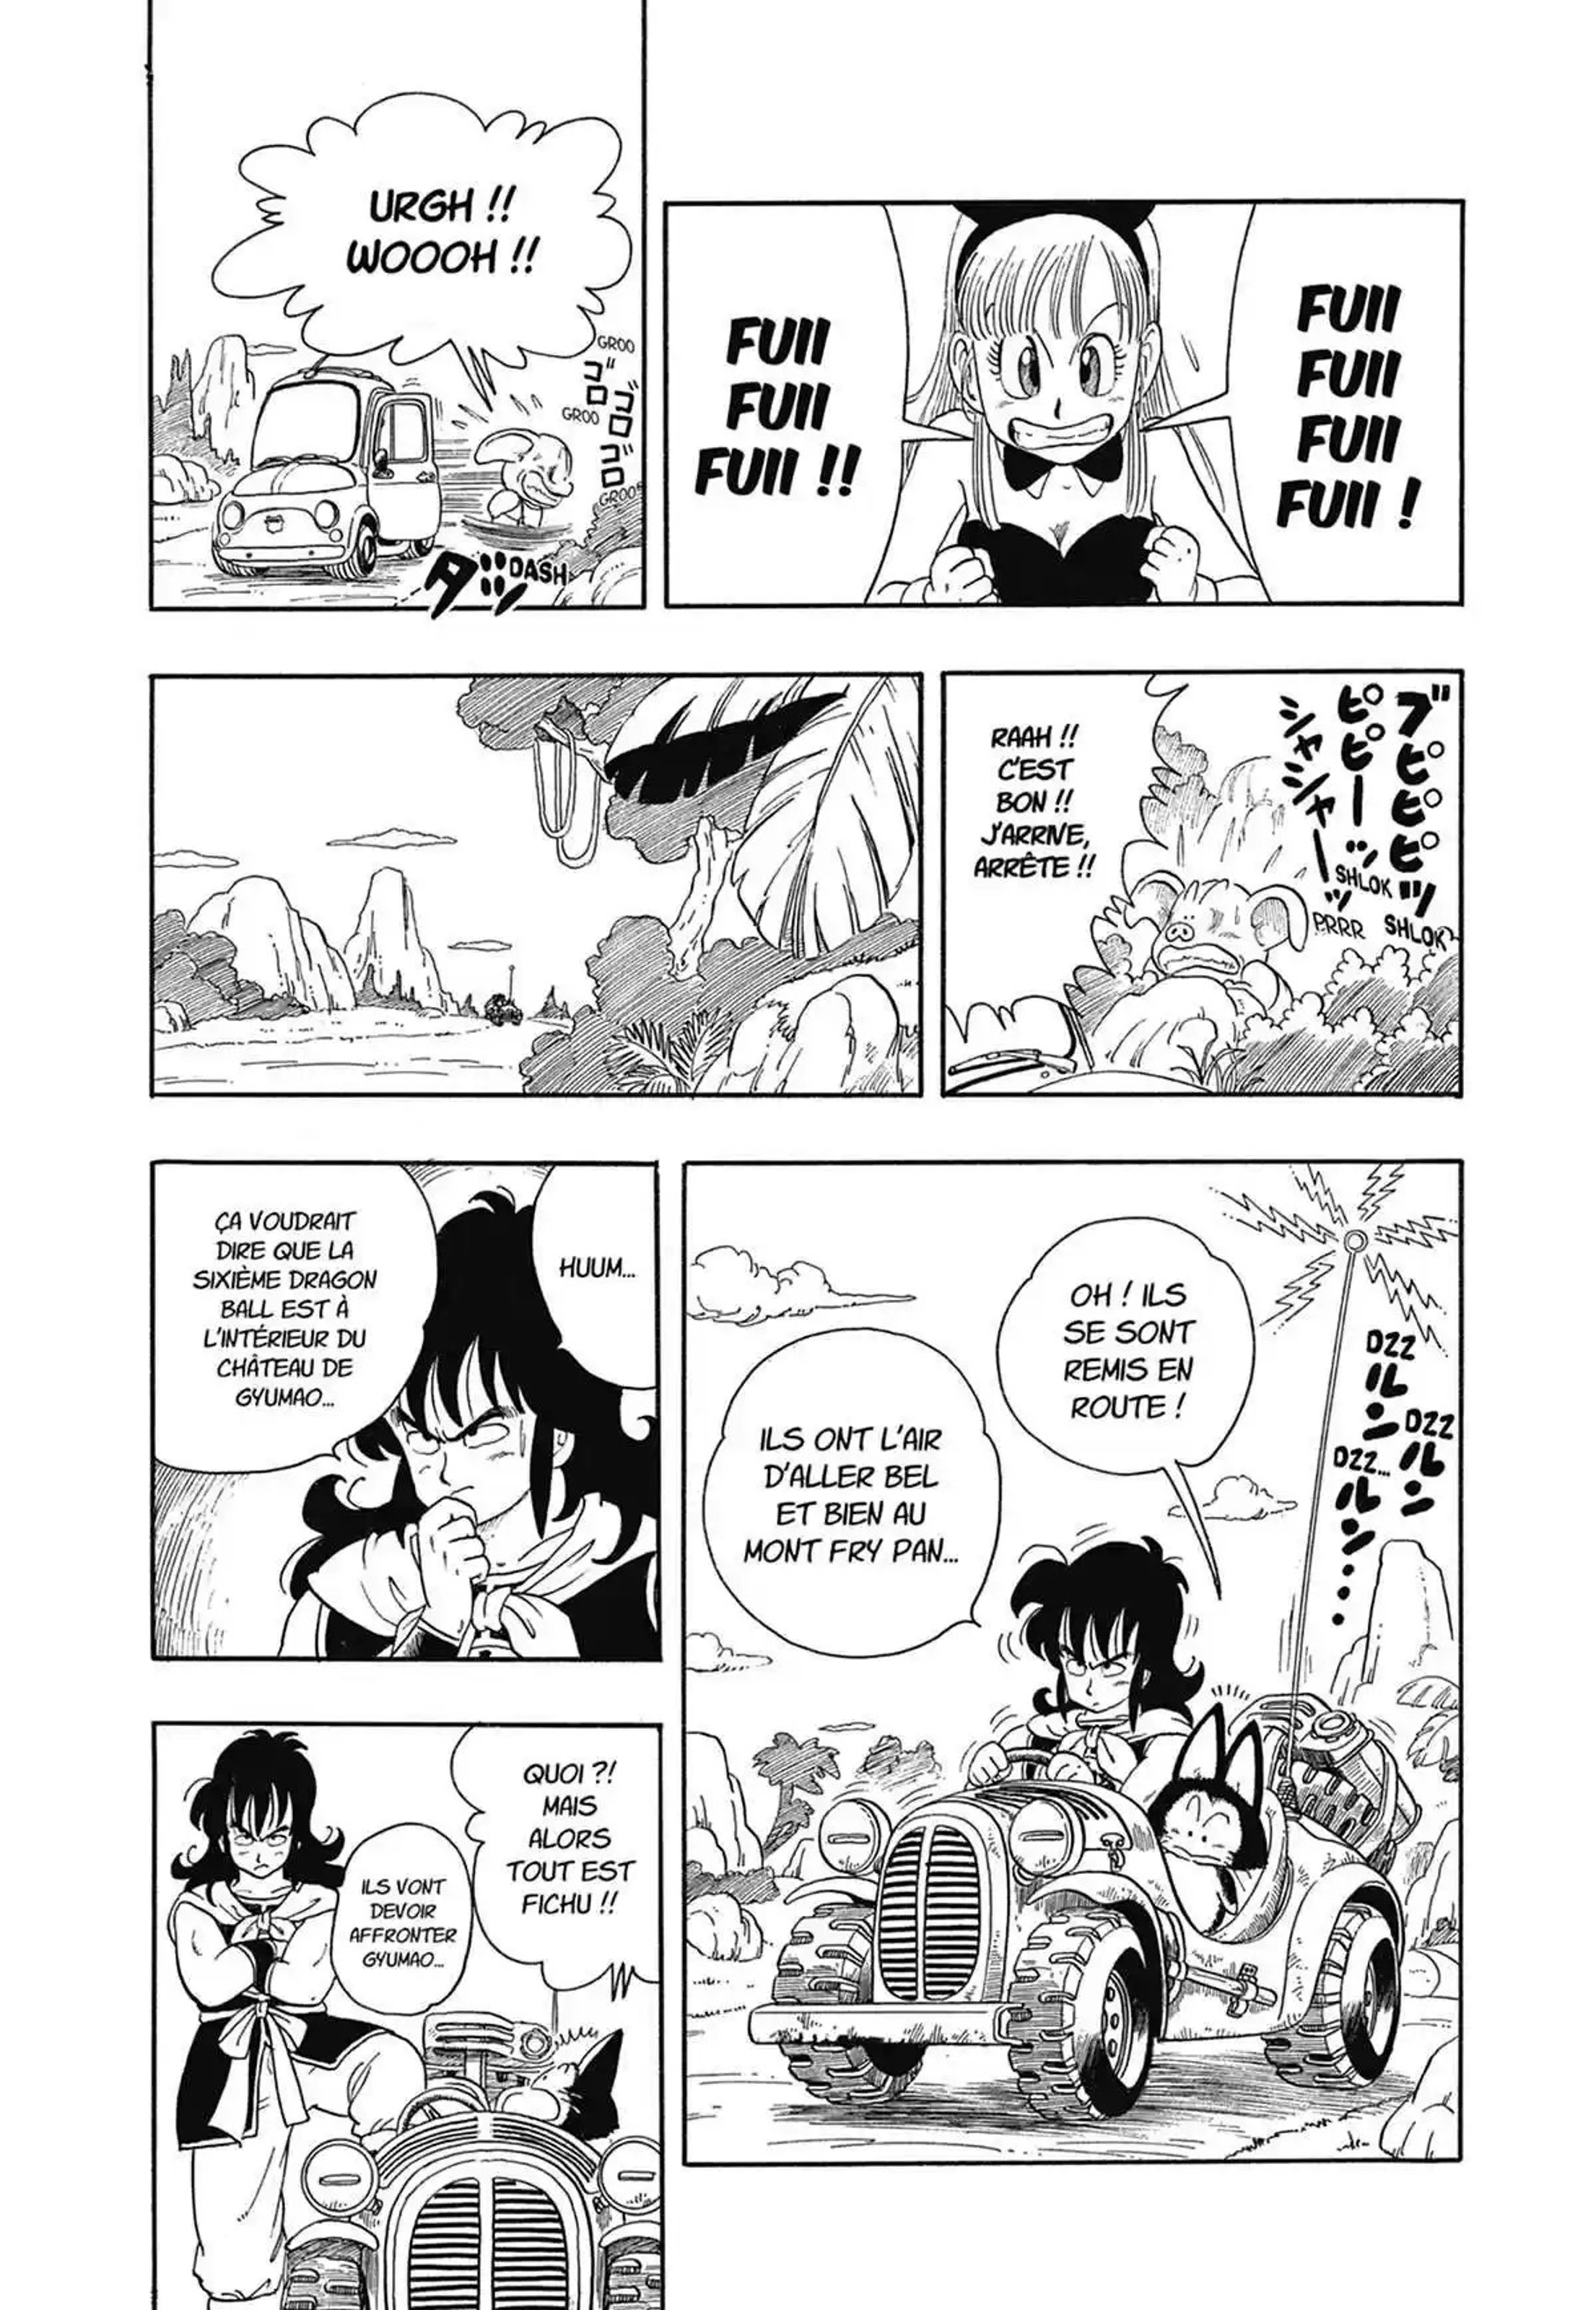 FUII
FUII
FUII
FUII !
FUII
FUII
FUII !!
URGH !!
WOOOH !!
GROO
ゴロ
GROO
ゴロ
ゴロ
GROO
ダッ
DASH
ブピピピッ
ピピーッ
シャシャーッ
SHLOK
PRRR
SHLOK
RAAH !!
C'EST
BON !!
J'ARRIVE,
ARRÊTE !!
OH ! ILS
SE SONT
REMIS EN
ROUTE !
DZZ
ルン
DZZ
ルン
DZZ...
ルン...
ILS ONT L'AIR
D'ALLER BEL
ET BIEN AU
MONT FRY PAN...
HUUM...
ÇA VOUDRAIT
DIRE QUE LA
SIXIÈME DRAGON
BALL EST À
L'INTÉRIEUR DU
CHÂTEAU DE
GYUMAO...
QUOI ?!
MAIS
ALORS
TOUT EST
FICHU !!
ILS VONT
DEVOIR
AFFRONTER
GYUMAO...